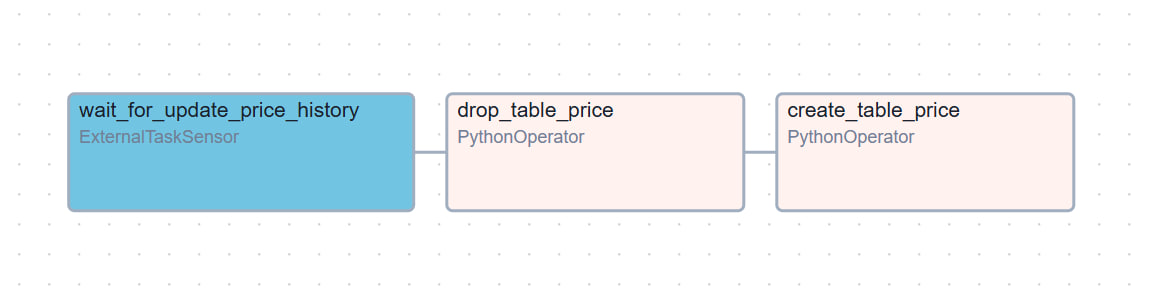 wait_for_update_price_history
ExternalTaskSensor
drop_table_price
PythonOperator
create_table_price
PythonOperator